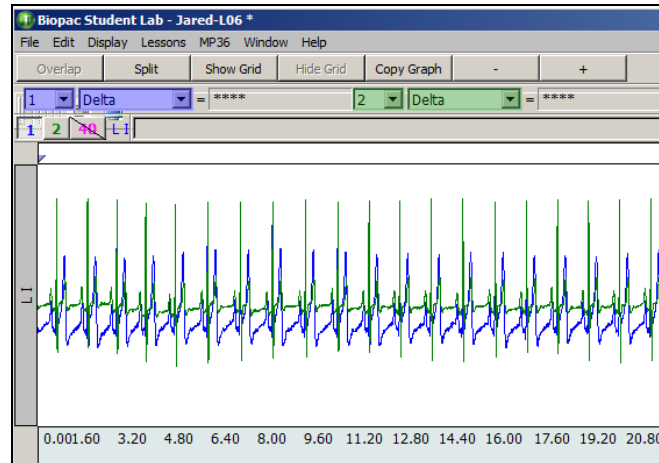 Biopac Student Lab - Jared-L06 *
File Edit Display Lessons MP36 Window Help
Overlap Split Show Grid Hide Grid Copy Graph - +
1 Delta = **** 2 Delta = ****
1 2 40 L I
L I
0.001.60 3.20 4.80 6.40 8.00 9.60 11.20 12.80 14.40 16.00 17.60 19.20 20.80